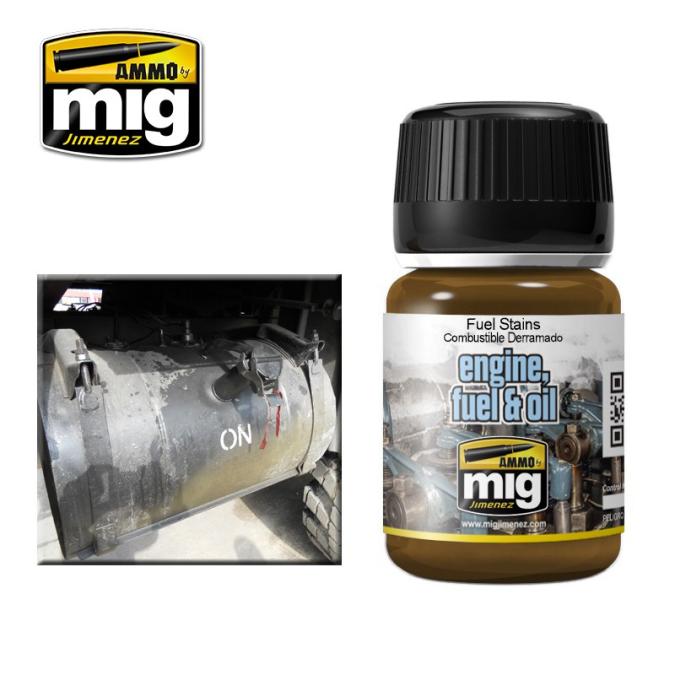 AMMO by
mig
Jimenez
ON
Fuel Stains
Combustible Derramado
engine,
fuel & oil
AMMO by
mig
Jimenez
www.migjimenez.com
PELIGRO